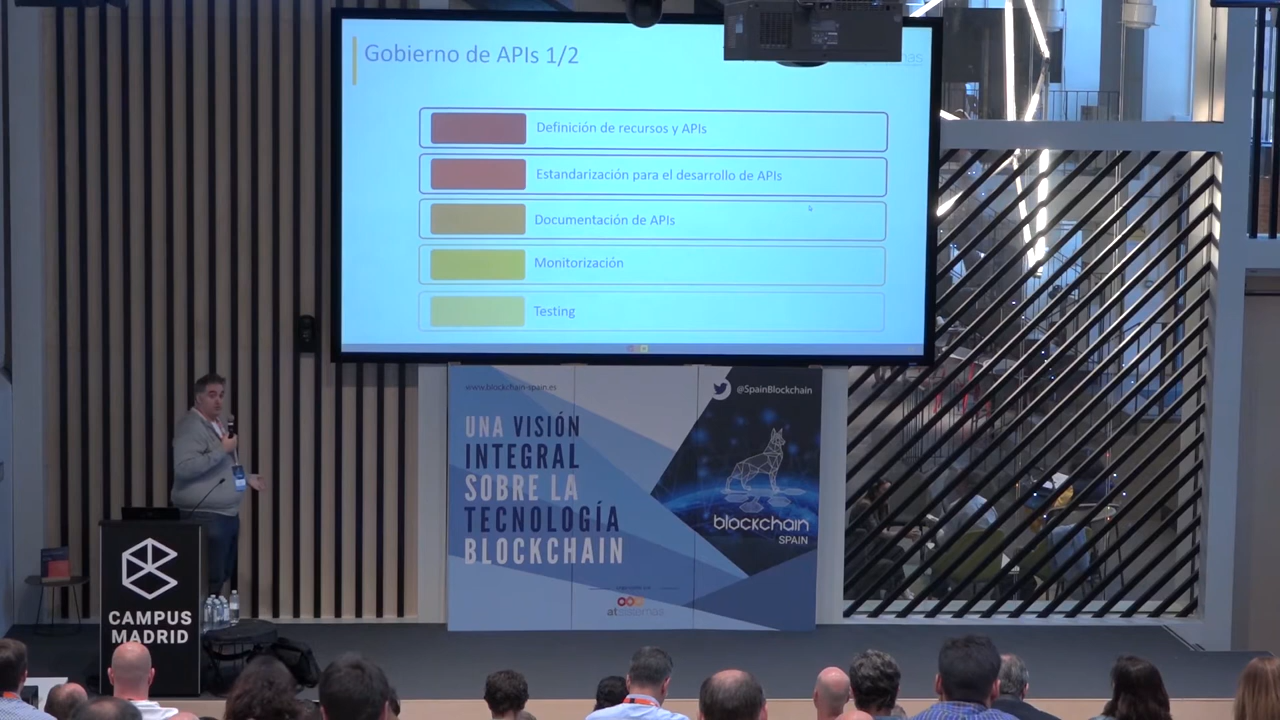 Gobierno de APIs 1/2
Definición de recursos y APIs
Estandarización para el desarrollo de APIs
Documentación de APIs
Monitorización
Testing
www.blockchain-spain.es
@SpainBlockchain
UNA VISIÓN
INTEGRAL
SOBRE LA
TECNOLOGÍA
BLOCKCHAIN
blockchain
SPAIN
atsistemas
CAMPUS
MADRID